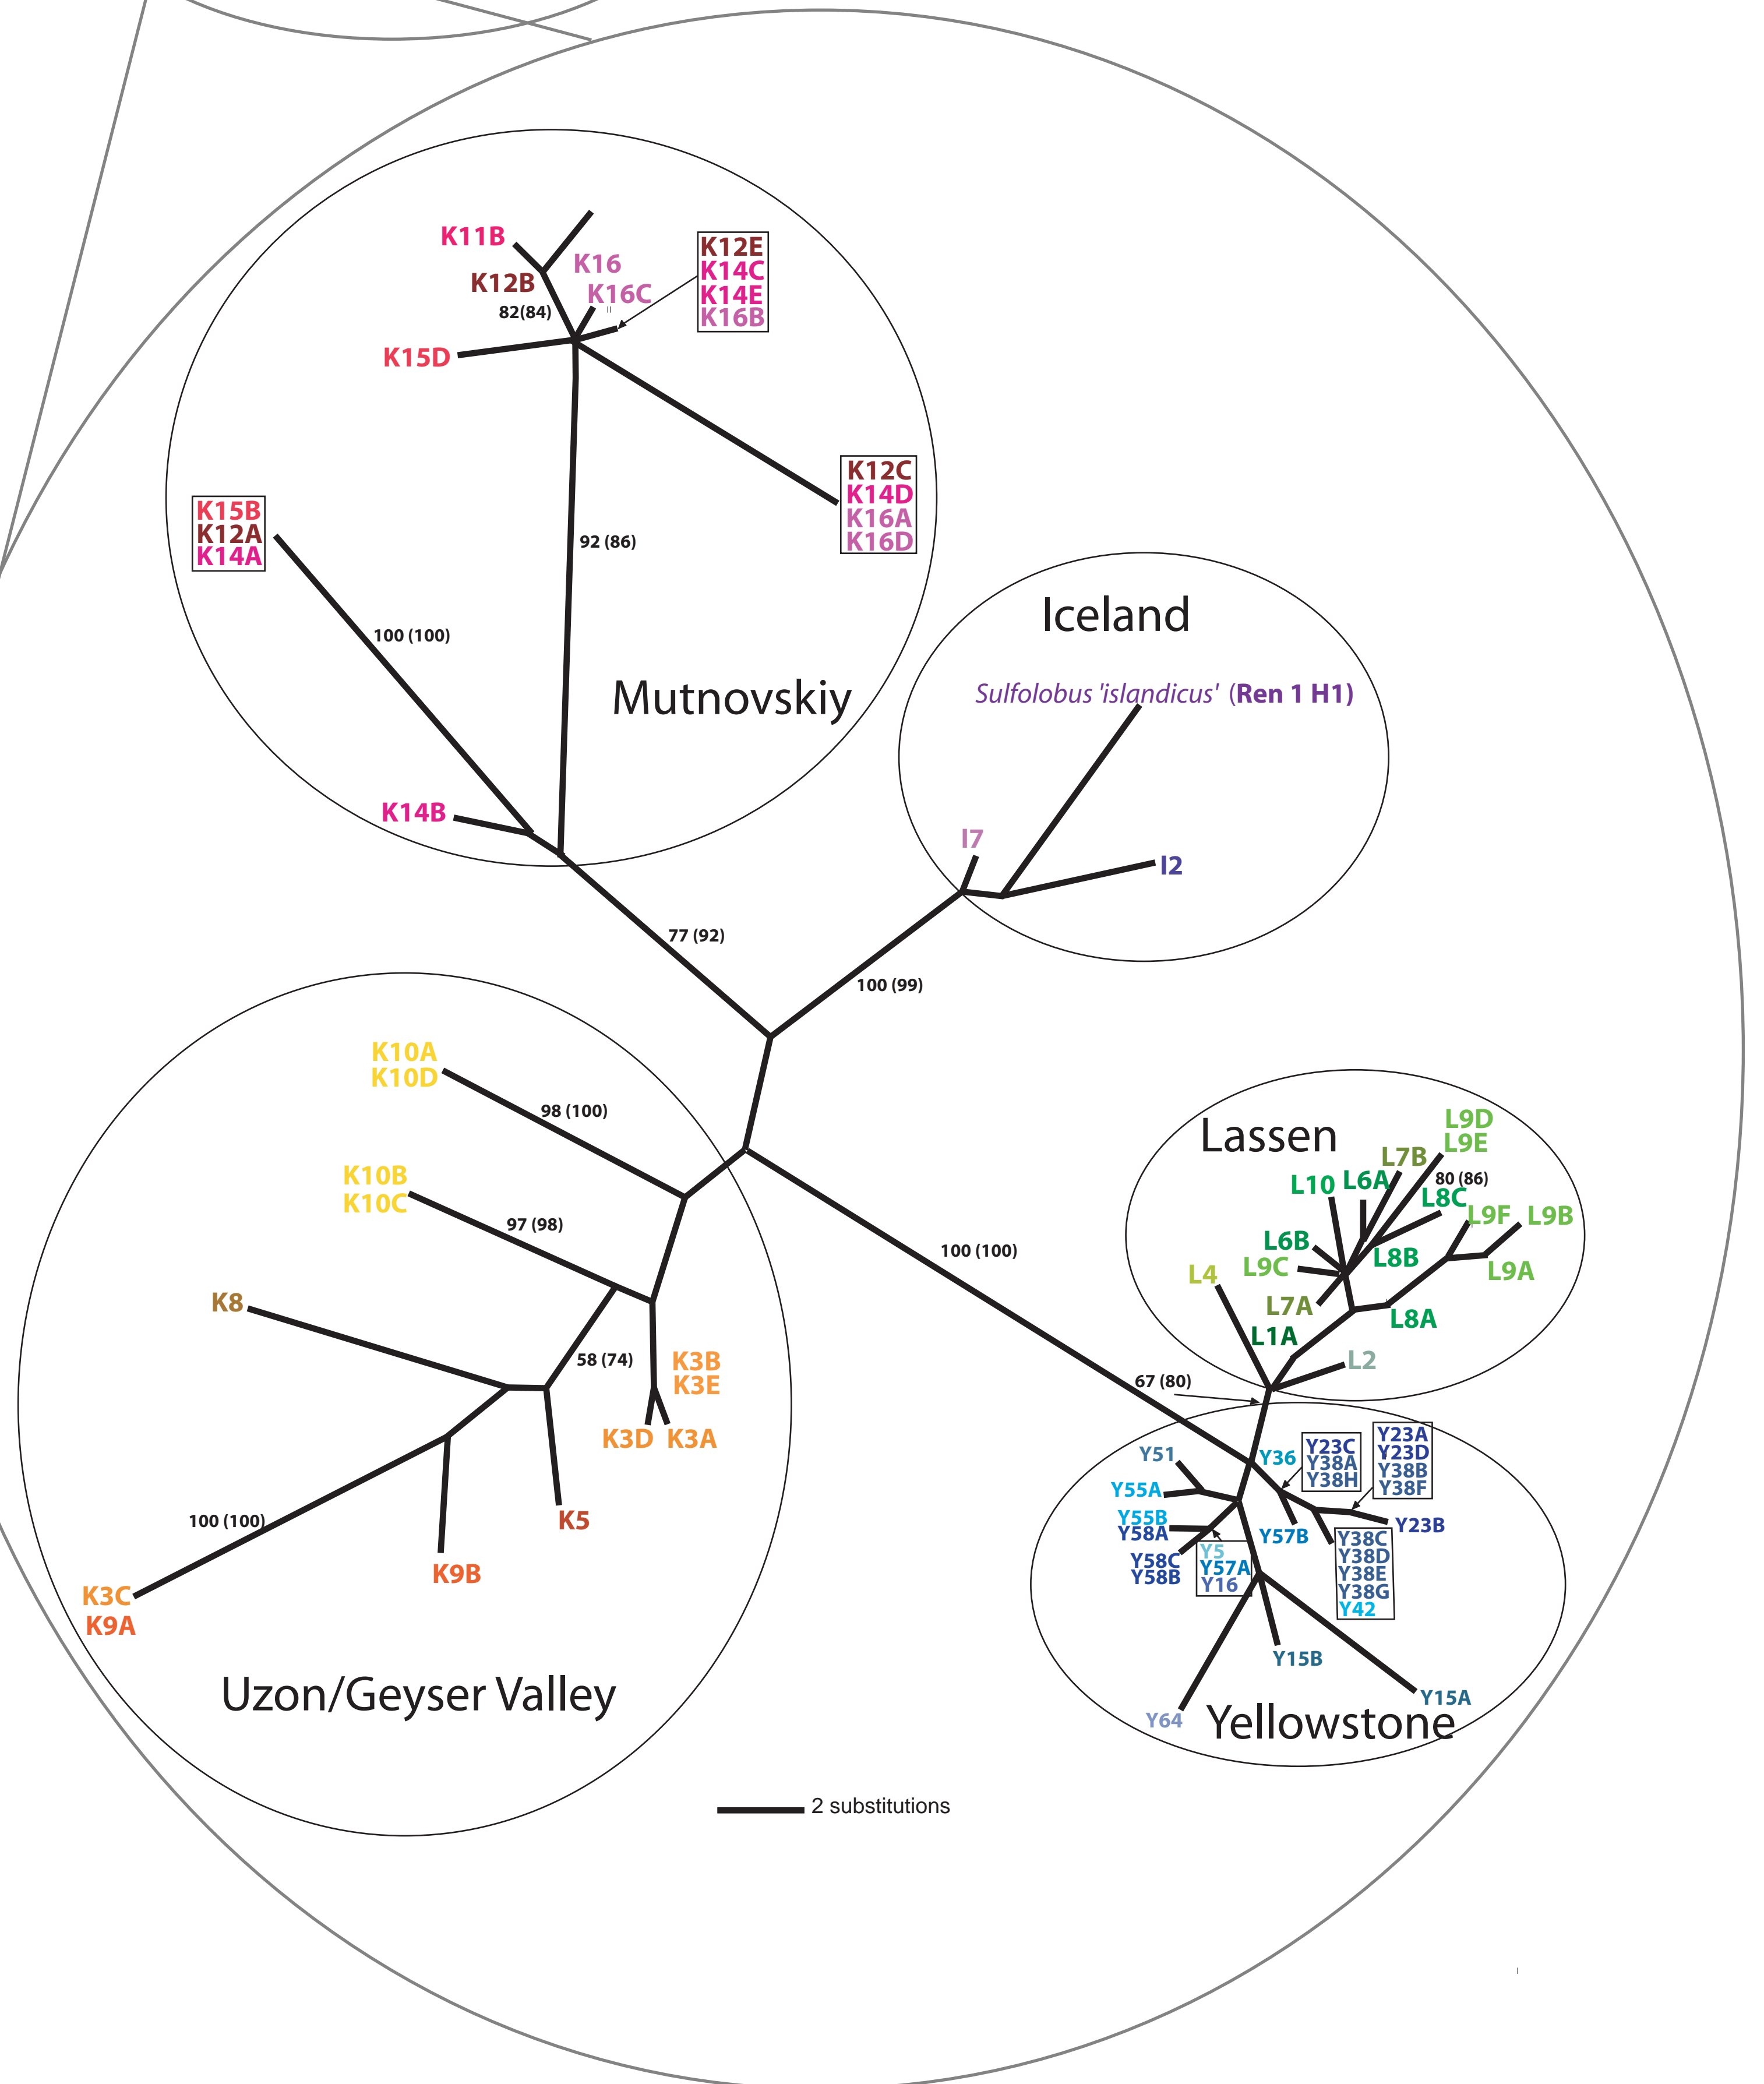 K11B
K12B
82(84)
K16
K16C
K12E
K14C
K14E
K16B
K15D
K12C
K14D
K16A
K16D
K15B
K12A
K14A
92 (86)
100 (100)
Mutnovskiy
K14B
Iceland
Sulfolobus 'islandicus' (Ren 1 H1)
I7
I2
77 (92)
100 (99)
K10A
K10D
98 (100)
K10B
K10C
97 (98)
K8
58 (74)
K3B
K3E
K3D K3A
K5
100 (100)
K9B
K3C
K9A
Uzon/Geyser Valley
100 (100)
Lassen
L9D
L9E
L7B
80 (86)
L10 L6A
L8C
L9F L9B
L6B
L9C
L8B
L9A
L4
L7A
L8A
L1A
L2
67 (80)
Y51
Y36
Y23C
Y38A
Y38H
Y23A
Y23D
Y38B
Y38F
Y55A
Y55B
Y58A
Y57B
Y23B
Y58C
Y58B
Y5
Y57A
Y16
Y38C
Y38D
Y38E
Y38G
Y42
Y15B
Y15A
Y64
Yellowstone
2 substitutions